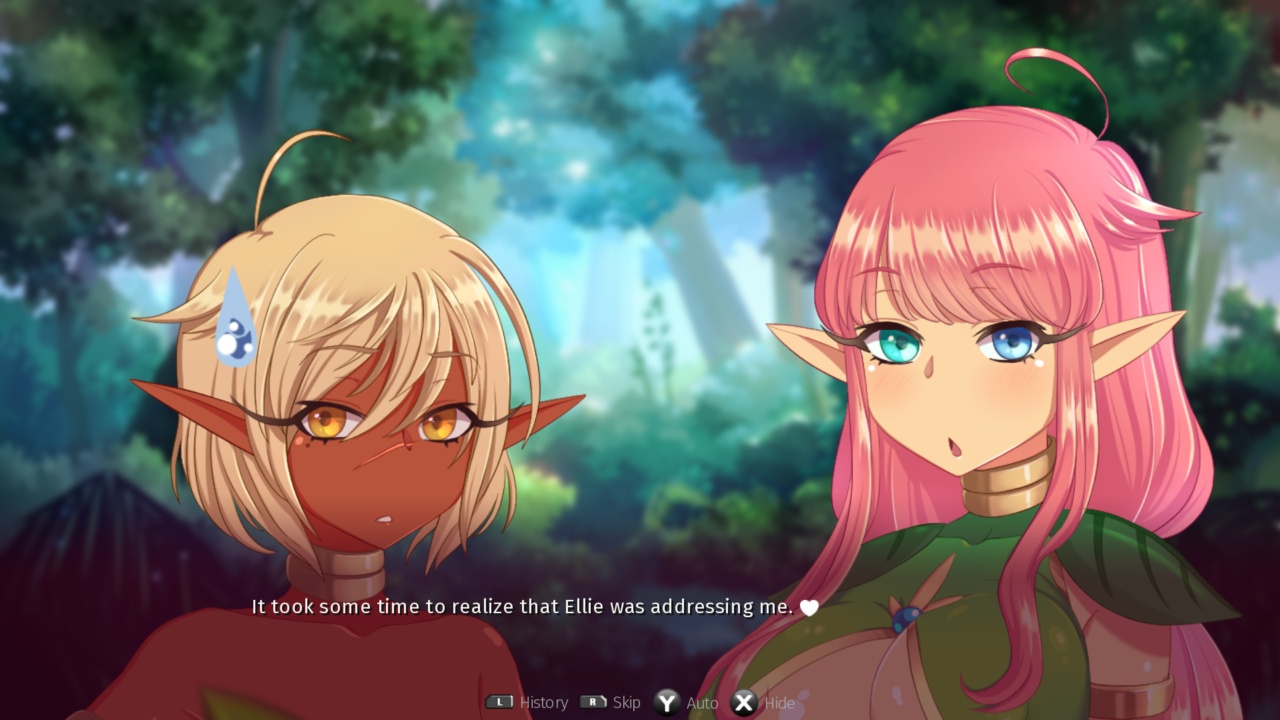 It took some time to realize that Ellie was addressing me.
L History R Skip Y Auto X Hide